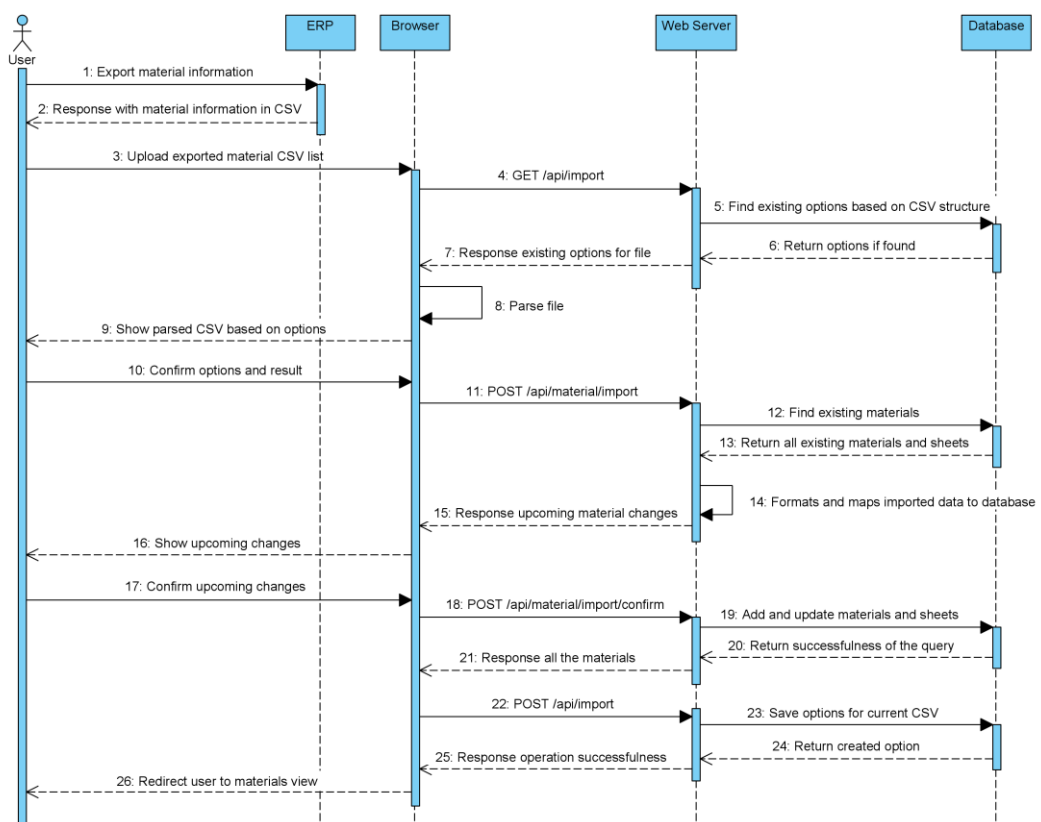 ERP
Browser
Web Server
Database
User
1: Export material information
2: Response with material information in CSV
3: Upload exported material CSV list
4: GET /api/import
5: Find existing options based on CSV structure
6: Return options if found
7: Response existing options for file
8: Parse file
9: Show parsed CSV based on options
10: Confirm options and result
11: POST /api/material/import
12: Find existing materials
13: Return all existing materials and sheets
14: Formats and maps imported data to database
15: Response upcoming material changes
16: Show upcoming changes
17: Confirm upcoming changes
18: POST /api/material/import/confirm
19: Add and update materials and sheets
20: Return successfulness of the query
21: Response all the materials
22: POST /api/import
23: Save options for current CSV
24: Return created option
25: Response operation successfulness
26: Redirect user to materials view